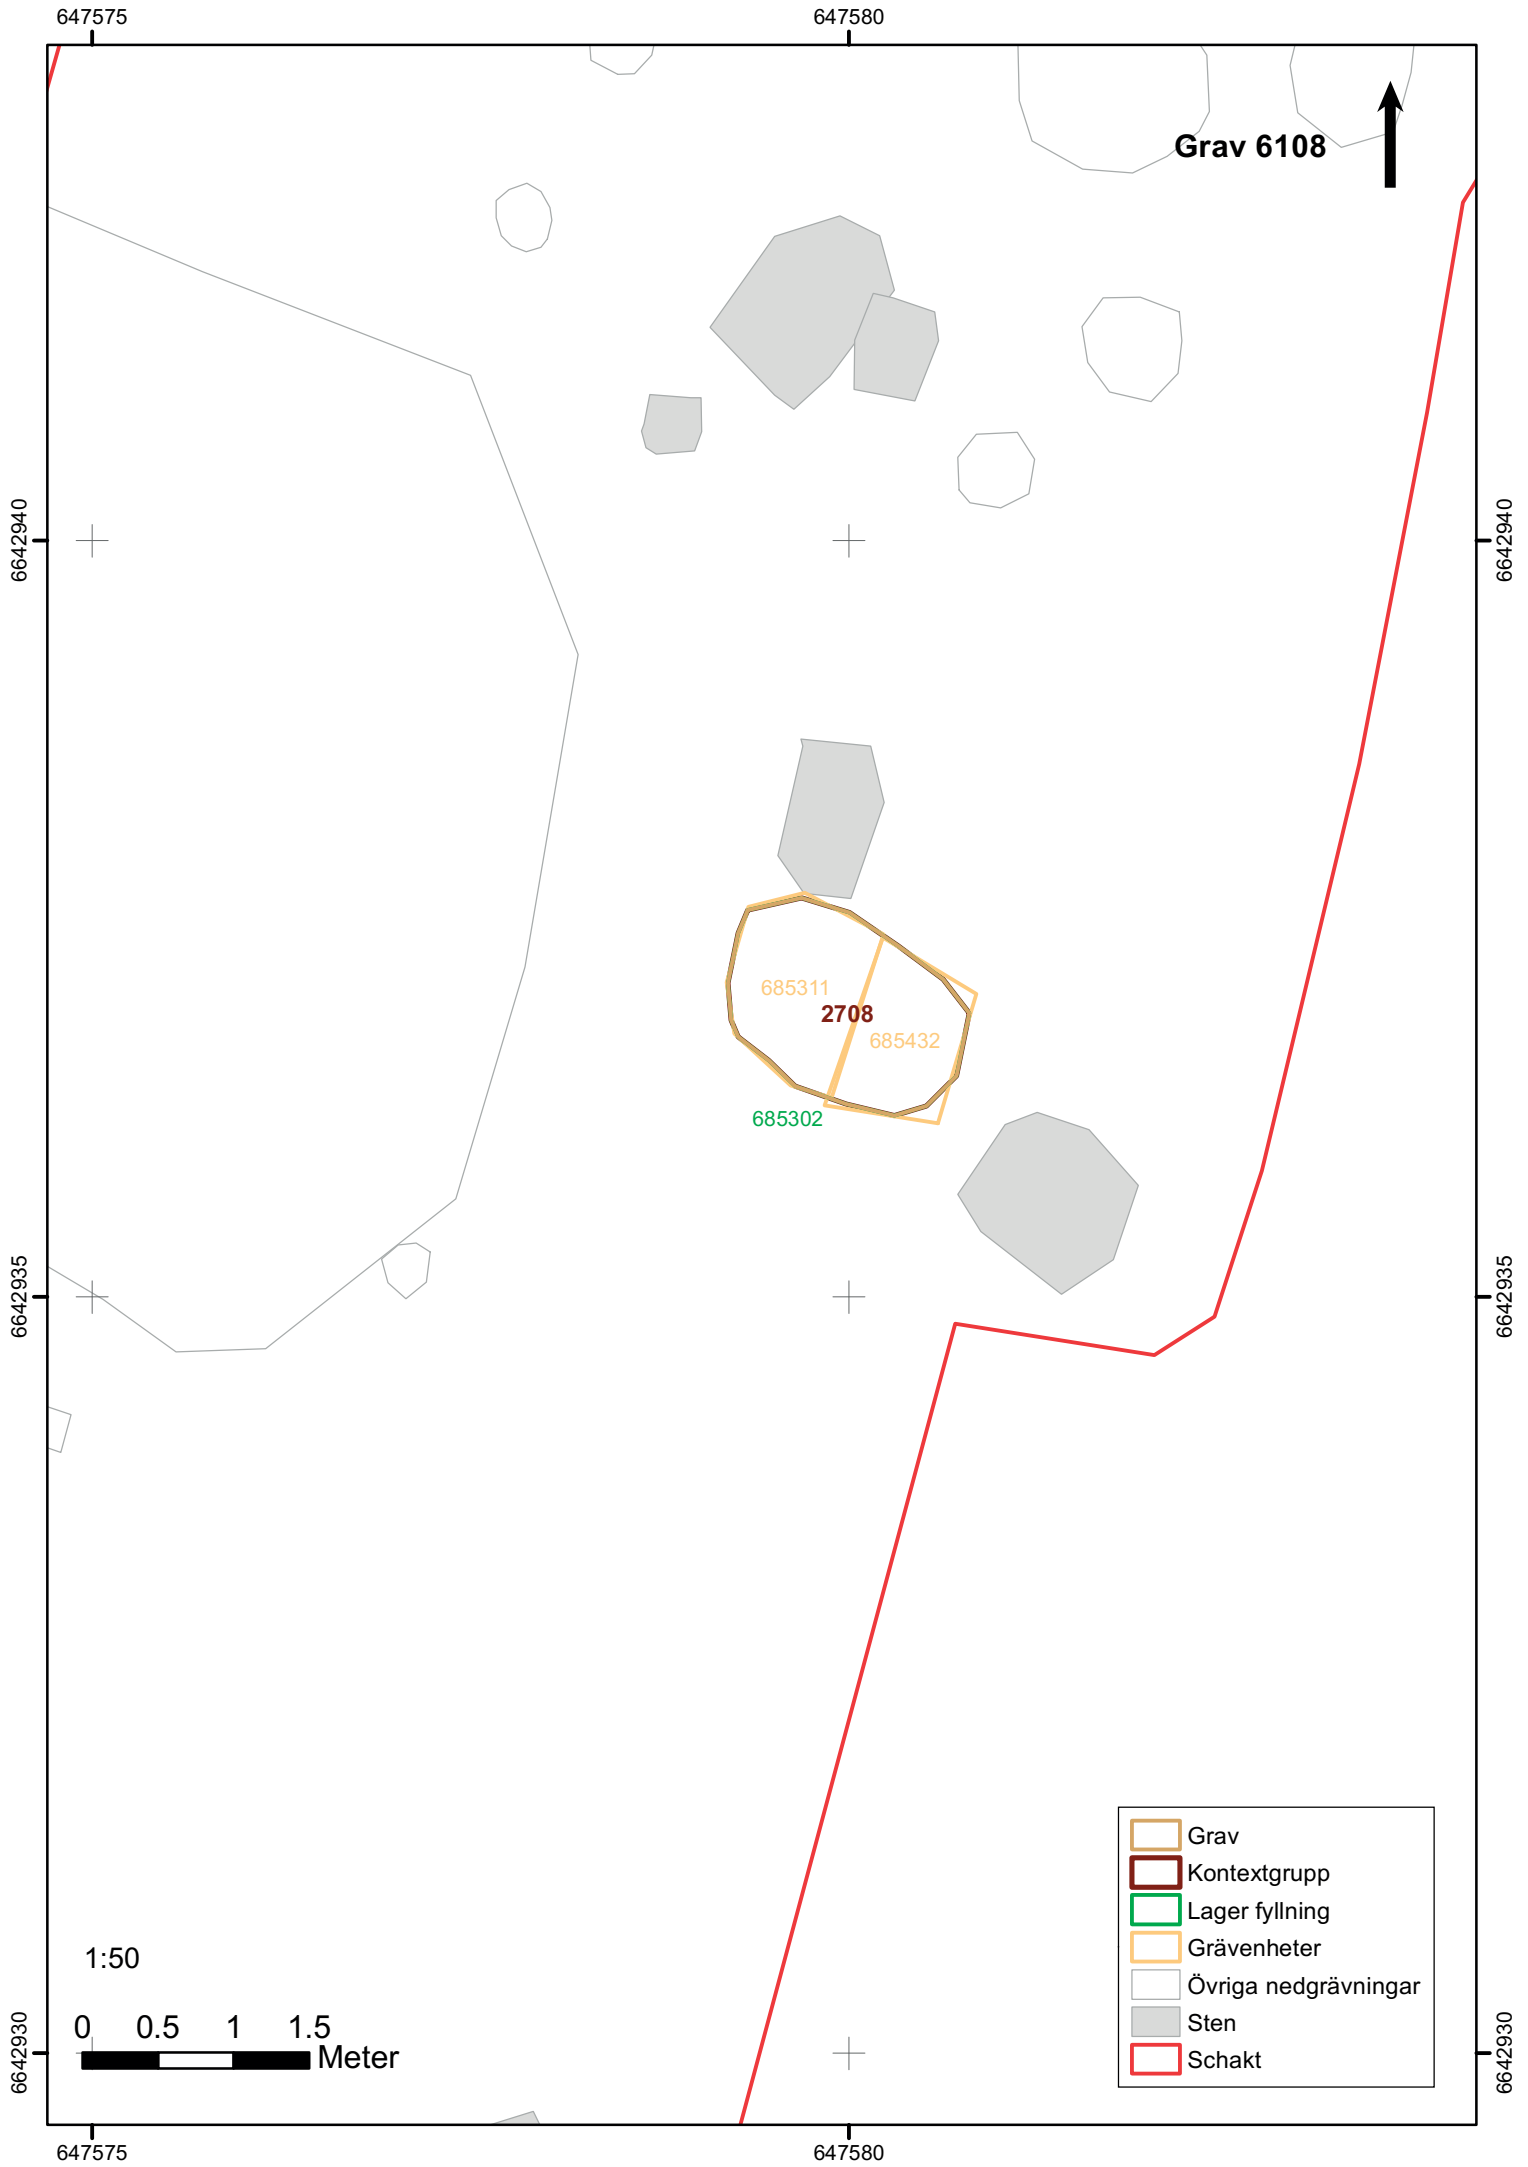 647575 647580
Grav 6108
6642940 6642940
685311
2708
685432
685302
6642935 6642935
Grav
Kontextgrupp
Lager fyllning
Grävenheter
Övriga nedgrävningar
Sten
Schakt
1:50
0 0.5 1 1.5
Meter
6642930 6642930
647575 647580